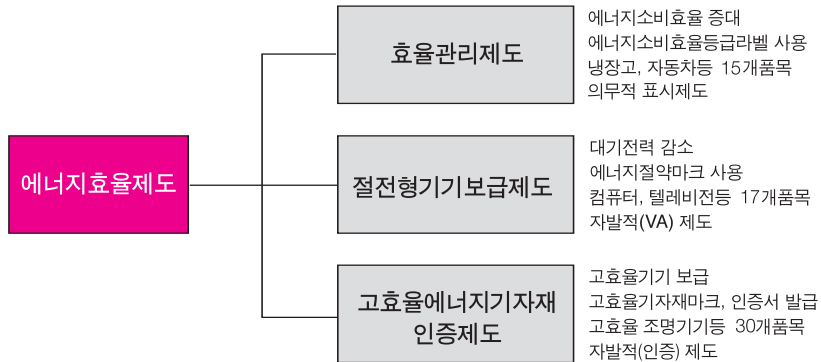 에너지효율제도
효율관리제도
에너지소비효율 증대
에너지소비효율등급라벨 사용
냉장고, 자동차등 15개품목
의무적 표시제도
절전형기기보급제도
대기전력 감소
에너지절약마크 사용
컴퓨터, 텔레비전등 17개품목
자발적(VA) 제도
고효율에너지기자재
인증제도
고효율기기 보급
고효율기자재마크, 인증서 발급
고효율 조명기기등 30개품목
자발적(인증) 제도